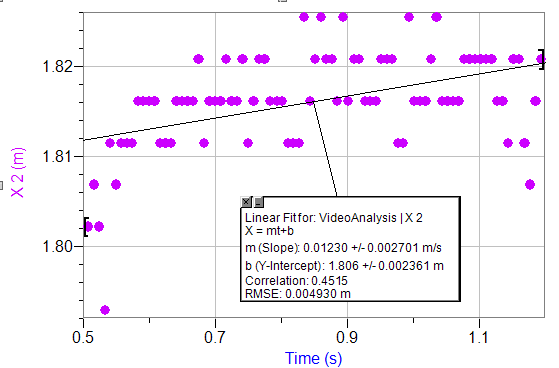 1.82
1.81
1.80
X 2 (m)
Linear Fit for: VideoAnalysis | X 2
X = mt+b
m (Slope): 0.01230 +/- 0.002701 m/s
b (Y-Intercept): 1.806 +/- 0.002361 m
Correlation: 0.4515
RMSE: 0.004930 m
0.5 0.7 0.9 1.1
Time (s)